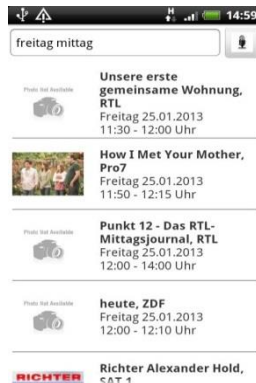 H
14:59
freitag mittag
Photo Not Available
Unsere erste
gemeinsame Wohnung,
RTL
Freitag 25.01.2013
11:30 - 12:00 Uhr
How I Met Your Mother,
Pro7
Freitag 25.01.2013
11:50 - 12:15 Uhr
Photo Not Available
Punkt 12 - Das RTL-
Mittagsjournal, RTL
Freitag 25.01.2013
12:00 - 14:00 Uhr
Photo Not Available
heute, ZDF
Freitag 25.01.2013
12:00 - 12:10 Uhr
RICHTER
Richter Alexander Hold,
SAT.1